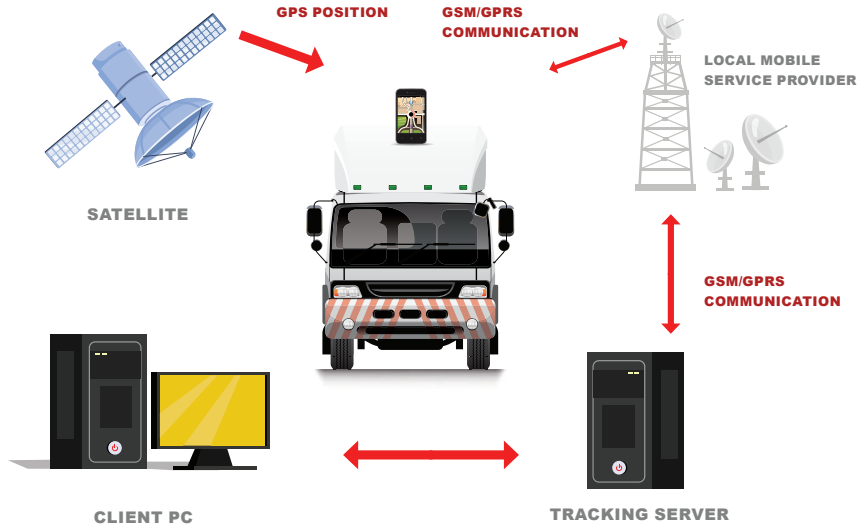 GPS POSITION
GSM/GPRS
COMMUNICATION
LOCAL MOBILE
SERVICE PROVIDER
SATELLITE
GSM/GPRS
COMMUNICATION
CLIENT PC
TRACKING SERVER